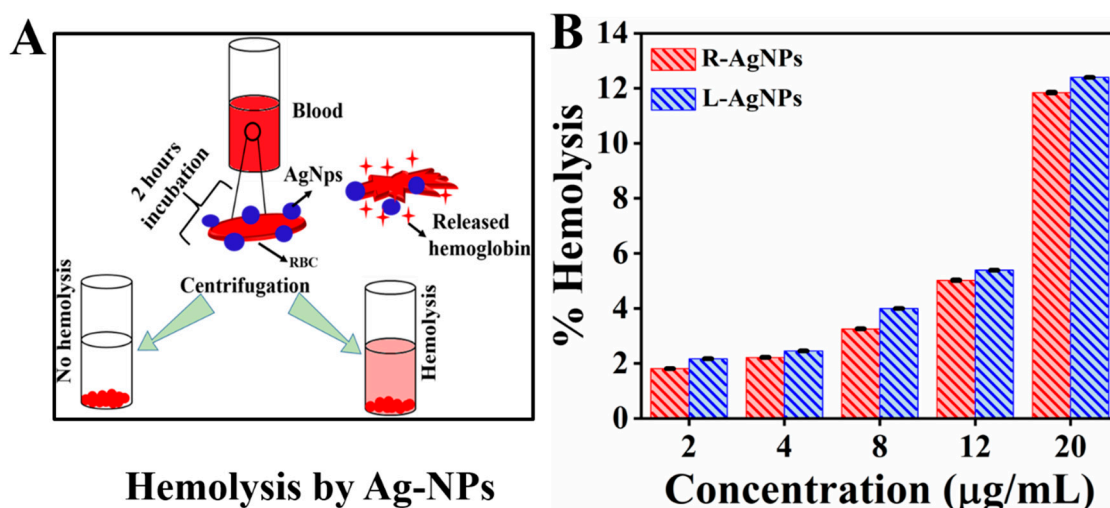 A
Blood
2 hours
incubation
AgNps
Released
hemoglobin
RBC
Centrifugation
No hemolysis
Hemolysis
Hemolysis by Ag-NPs
B
% Hemolysis
14
12
10
8
6
4
2
0
R-AgNPs
L-AgNPs
2 4 8 12 20
Concentration (μg/mL)